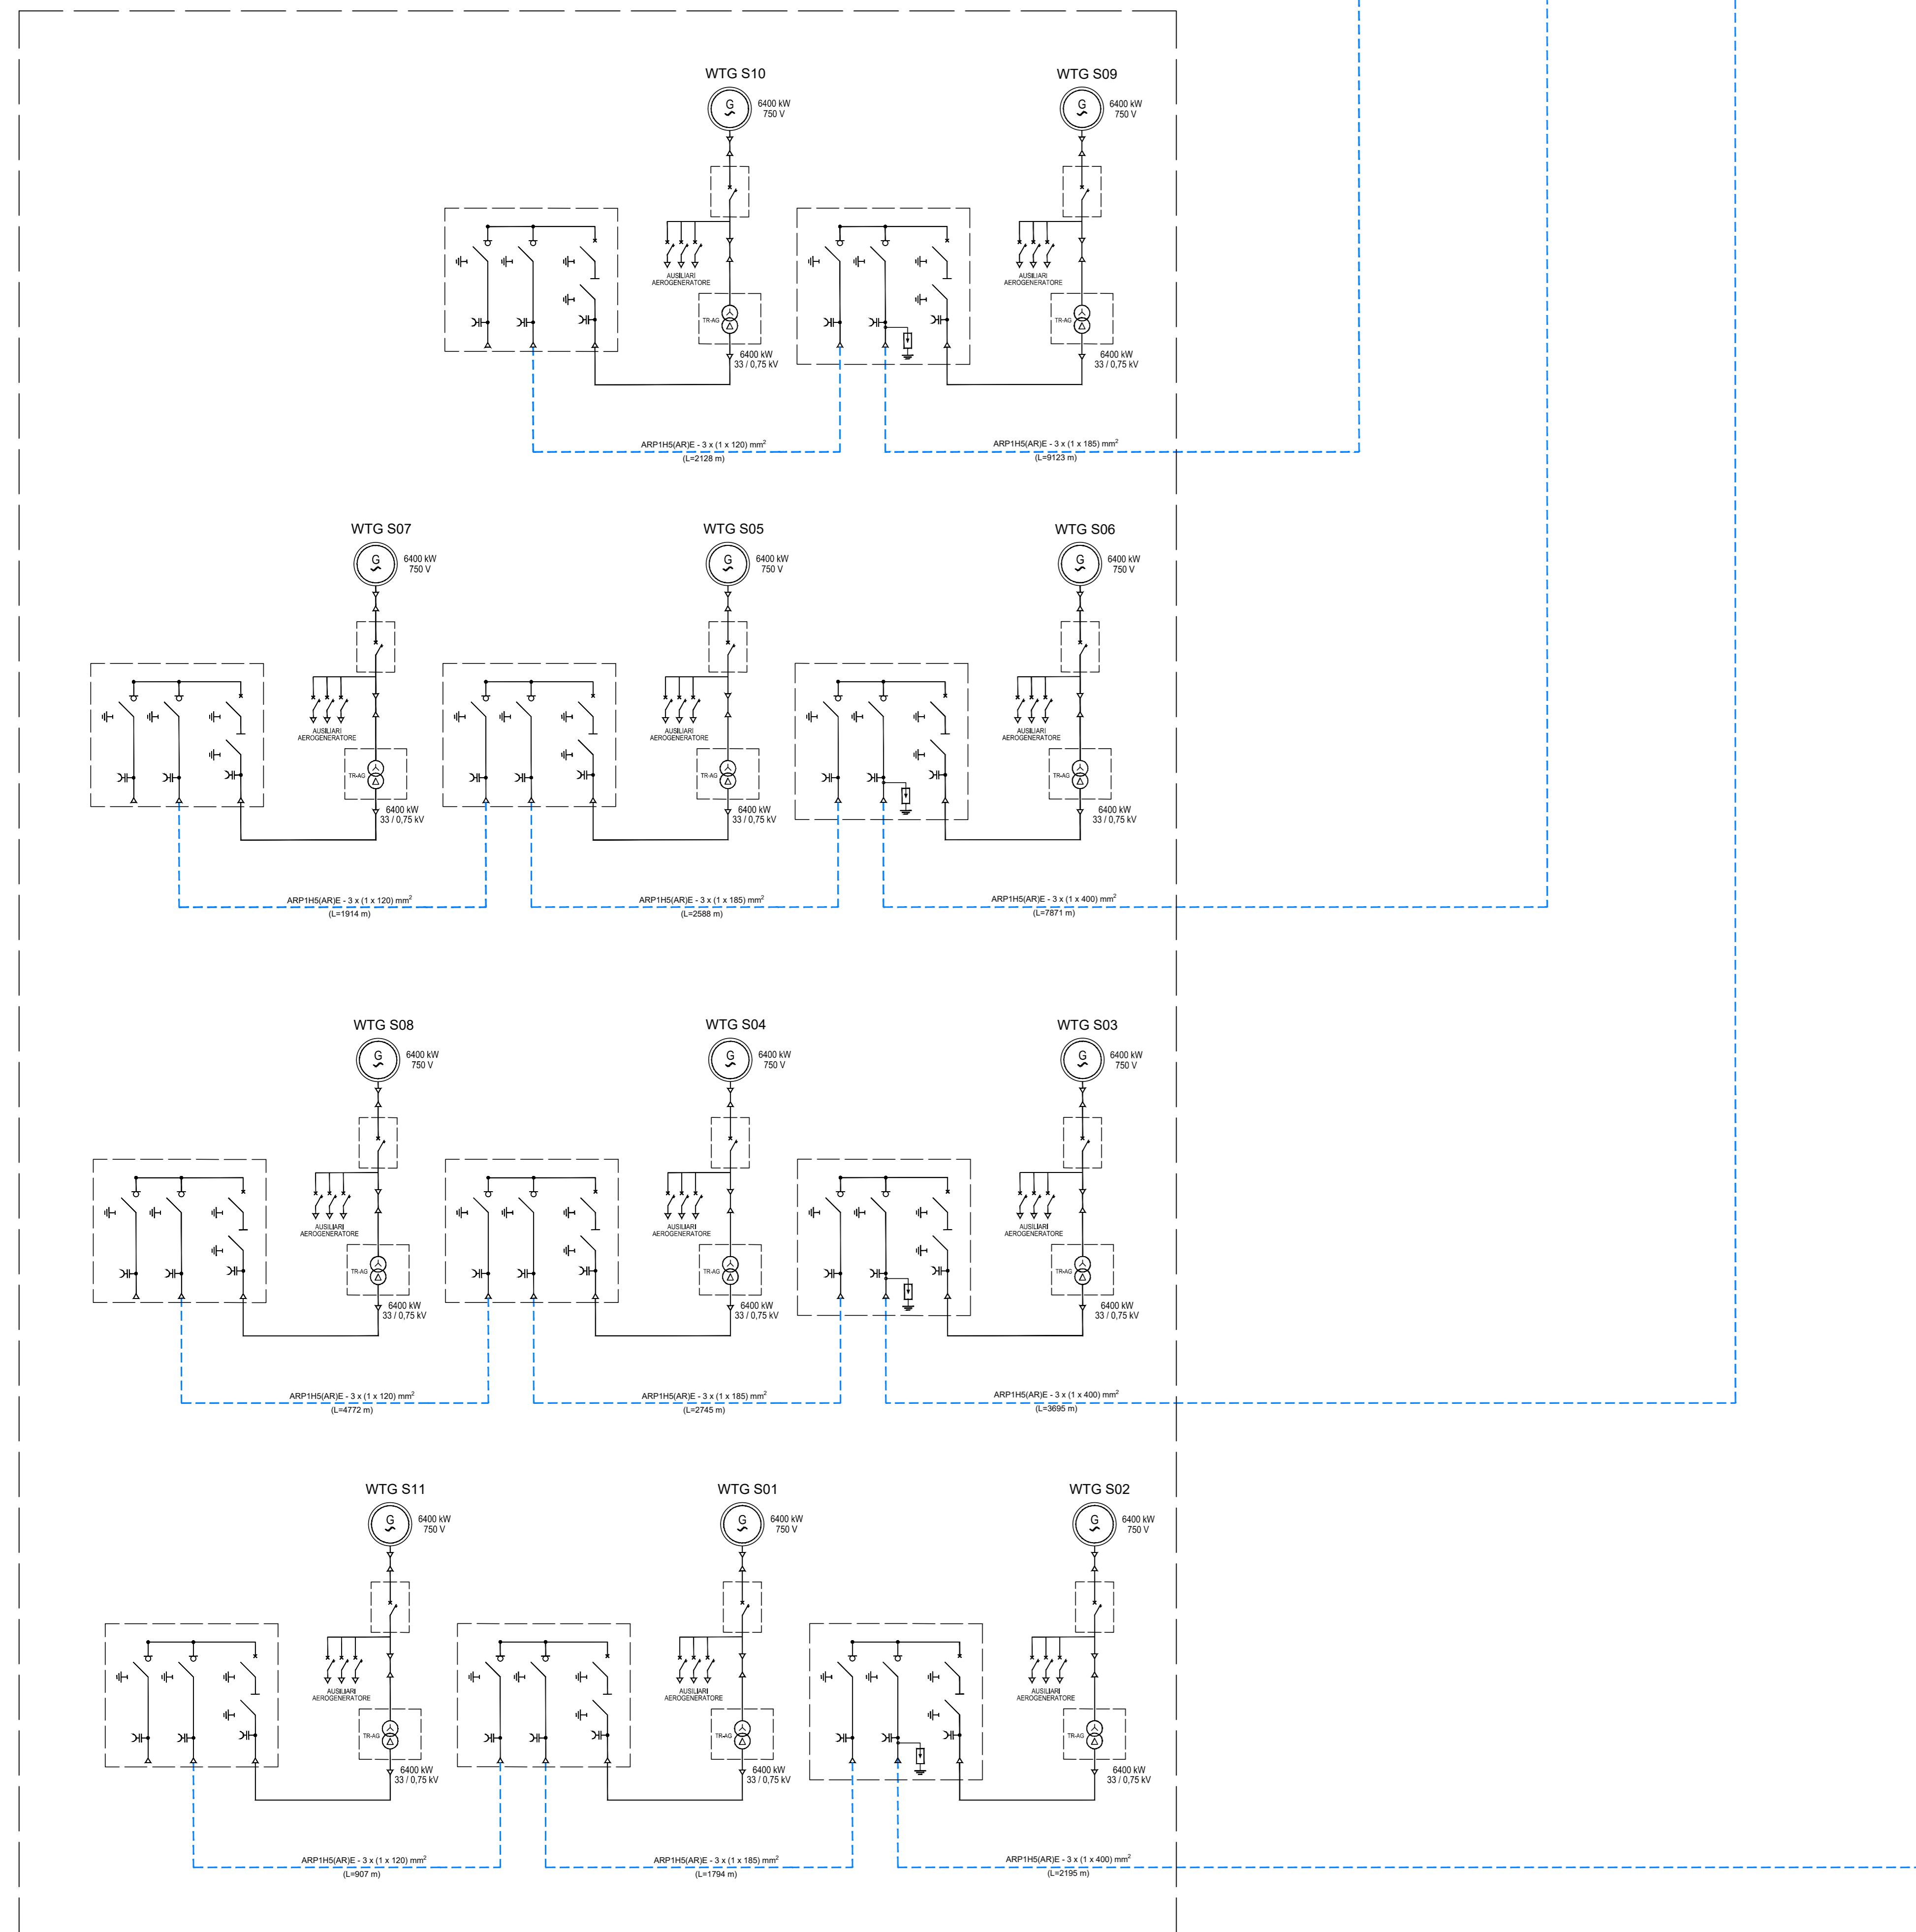 WTG S10
WTG S09
G
6400 kW
750 V
G
6400 kW
750 V
AUSILIARI
AEROGENERATORE
AUSILIARI
AEROGENERATORE
TR-AG
TR-AG
6400 kW
33 / 0,75 kV
6400 kW
33 / 0,75 kV
ARP1H5(AR)E - 3 x (1 x 120) mm²
(L=2128 m)
ARP1H5(AR)E - 3 x (1 x 185) mm²
(L=9123 m)
WTG S07
WTG S05
WTG S06
G
6400 kW
750 V
G
6400 kW
750 V
G
6400 kW
750 V
AUSILIARI
AEROGENERATORE
AUSILIARI
AEROGENERATORE
AUSILIARI
AEROGENERATORE
TR-AG
TR-AG
TR-AG
6400 kW
33 / 0,75 kV
6400 kW
33 / 0,75 kV
6400 kW
33 / 0,75 kV
ARP1H5(AR)E - 3 x (1 x 120) mm²
(L=1914 m)
ARP1H5(AR)E - 3 x (1 x 185) mm²
(L=2588 m)
ARP1H5(AR)E - 3 x (1 x 400) mm²
(L=7871 m)
WTG S08
WTG S04
WTG S03
G
6400 kW
750 V
G
6400 kW
750 V
G
6400 kW
750 V
AUSILIARI
AEROGENERATORE
AUSILIARI
AEROGENERATORE
AUSILIARI
AEROGENERATORE
TR-AG
TR-AG
TR-AG
6400 kW
33 / 0,75 kV
6400 kW
33 / 0,75 kV
6400 kW
33 / 0,75 kV
ARP1H5(AR)E - 3 x (1 x 120) mm²
(L=4772 m)
ARP1H5(AR)E - 3 x (1 x 185) mm²
(L=2745 m)
ARP1H5(AR)E - 3 x (1 x 400) mm²
(L=3695 m)
WTG S11
WTG S01
WTG S02
G
6400 kW
750 V
G
6400 kW
750 V
G
6400 kW
750 V
AUSILIARI
AEROGENERATORE
AUSILIARI
AEROGENERATORE
AUSILIARI
AEROGENERATORE
TR-AG
TR-AG
TR-AG
6400 kW
33 / 0,75 kV
6400 kW
33 / 0,75 kV
6400 kW
33 / 0,75 kV
ARP1H5(AR)E - 3 x (1 x 120) mm²
(L=907 m)
ARP1H5(AR)E - 3 x (1 x 185) mm²
(L=1794 m)
ARP1H5(AR)E - 3 x (1 x 400) mm²
(L=2195 m)